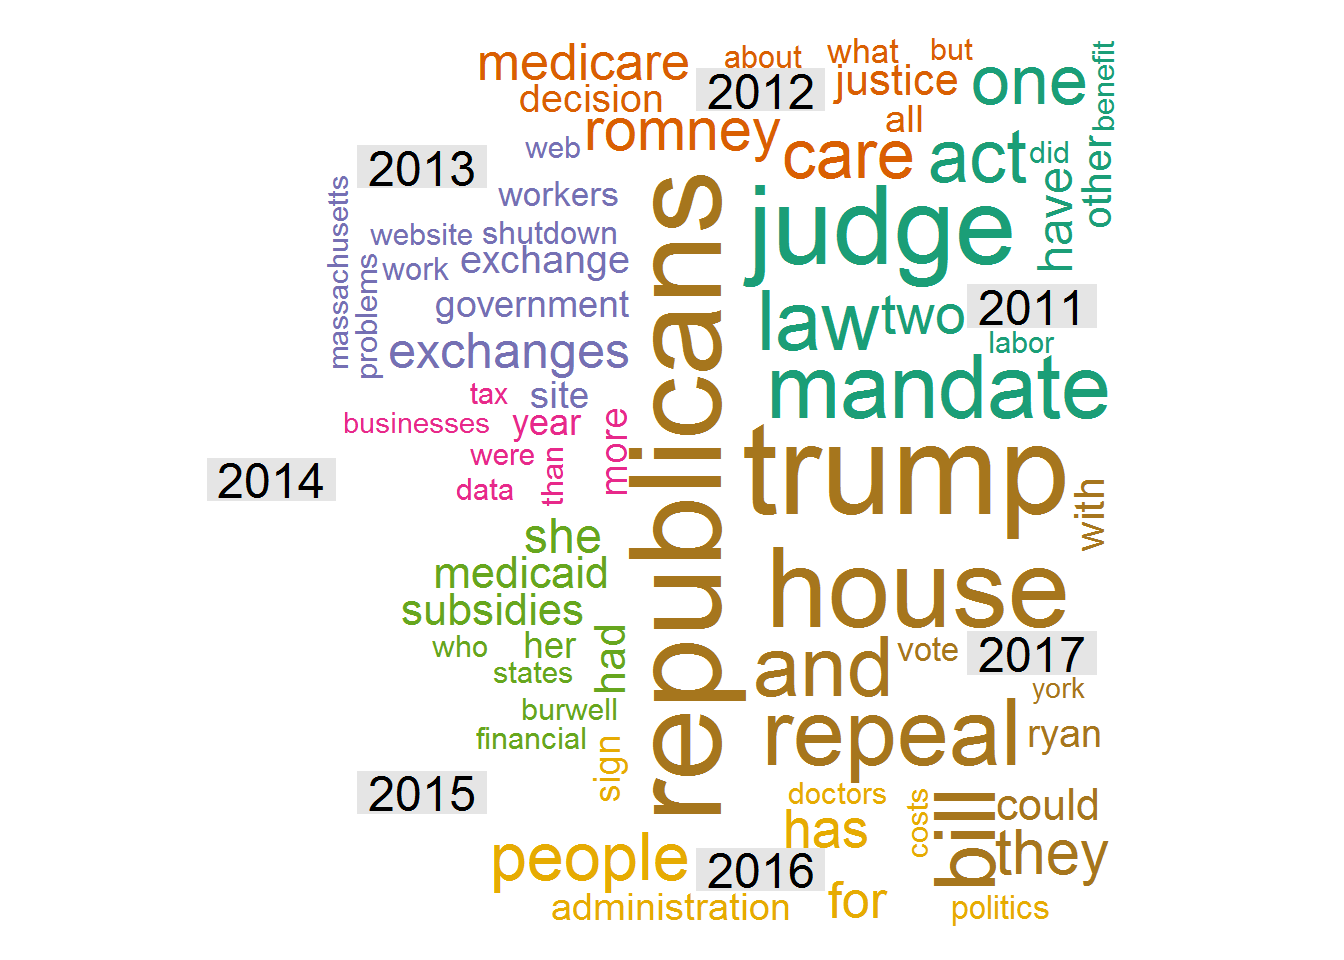 medicare
about
what
but
decision
2012
justice
one
benefit
romney
all
web
care
act
did
other
2013
workers
judge
have
massachusetts
website
shutdown
work
exchange
problems
government
law
two
2011
labor
exchanges
mandate
republicans
tax
site
businesses
year
more
were
than
data
trump
with
2014
she
medicaid
house
subsidies
who
her
had
states
and
vote
2017
york
burwell
financial
sign
repeal
ryan
2015
doctors
costs
bill
could
has
they
people
2016
administration
for
politics